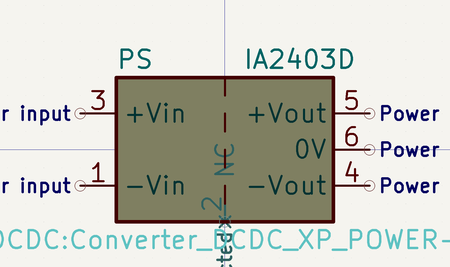 PS IA2403D
r input 3 +Vin +Vout 5 Power
0V 6 Power
r input 1 -Vin -Vout 4 Power
NC
2
cted
DCDC:Converter_DCDC_XP_POWER-